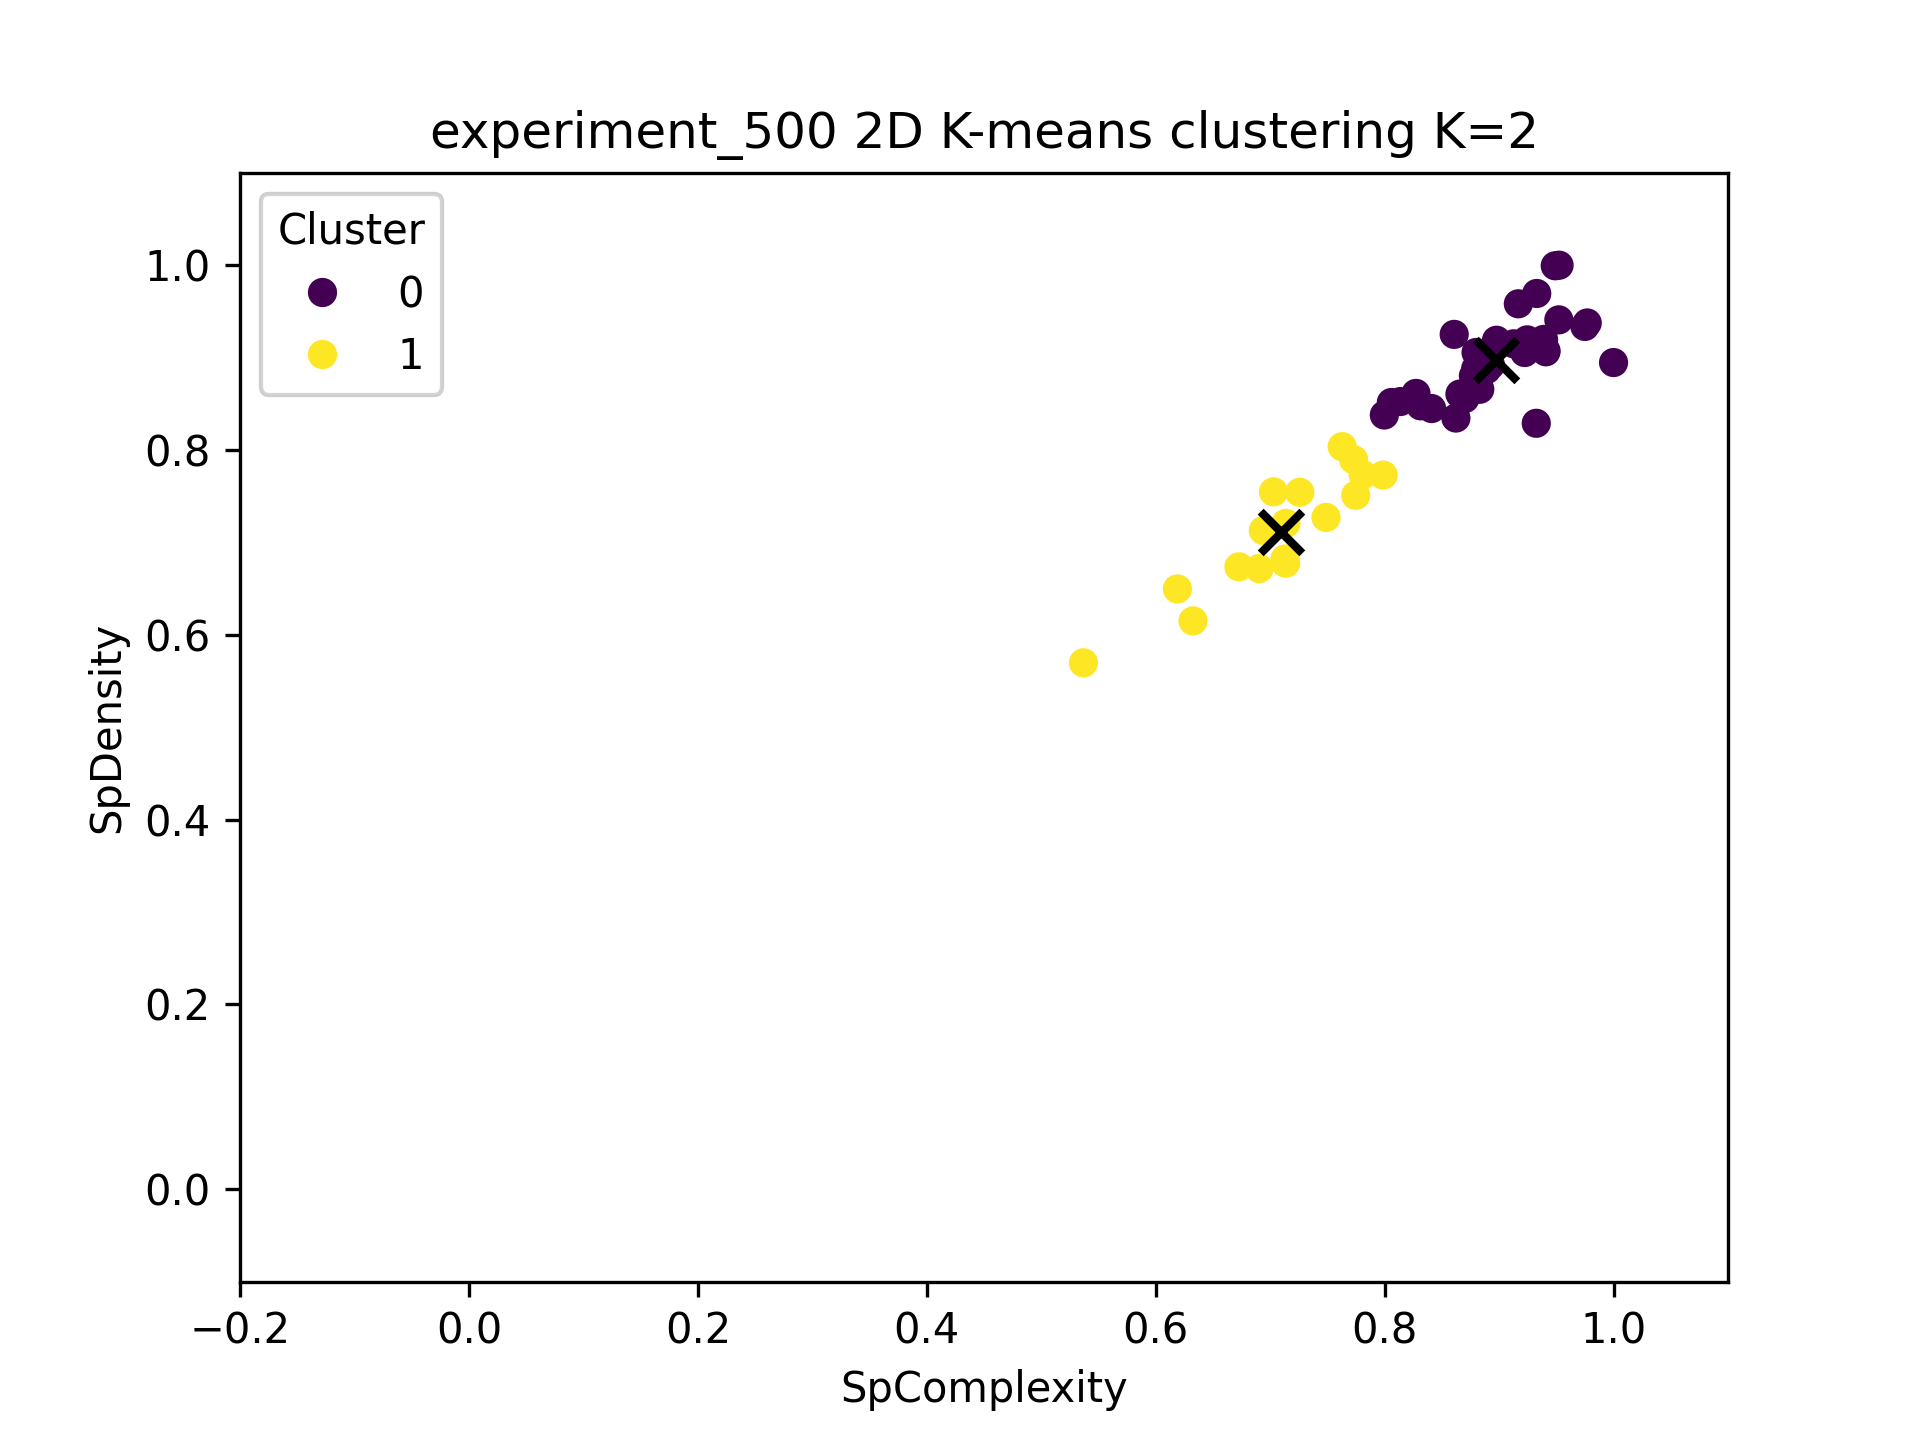 experiment_500 2D K-means clustering K=2
Cluster
0
1
1.0
0.8
0.6
0.4
0.2
0.0
SpDensity
−0.2 0.0 0.2 0.4 0.6 0.8 1.0
SpComplexity